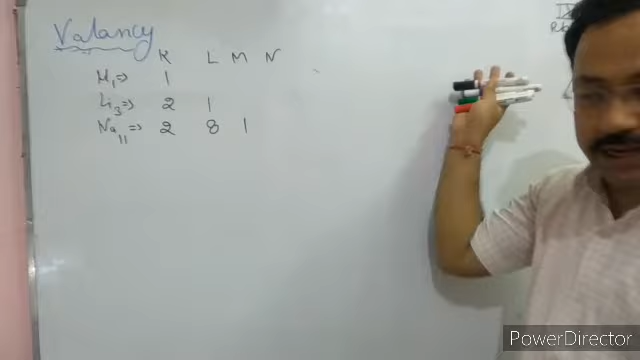 Valancy
K L M N
H₁ ⇒ 1
Li₃ ⇒ 2 1
Na₁₁ ⇒ 2 8 1
PowerDirector